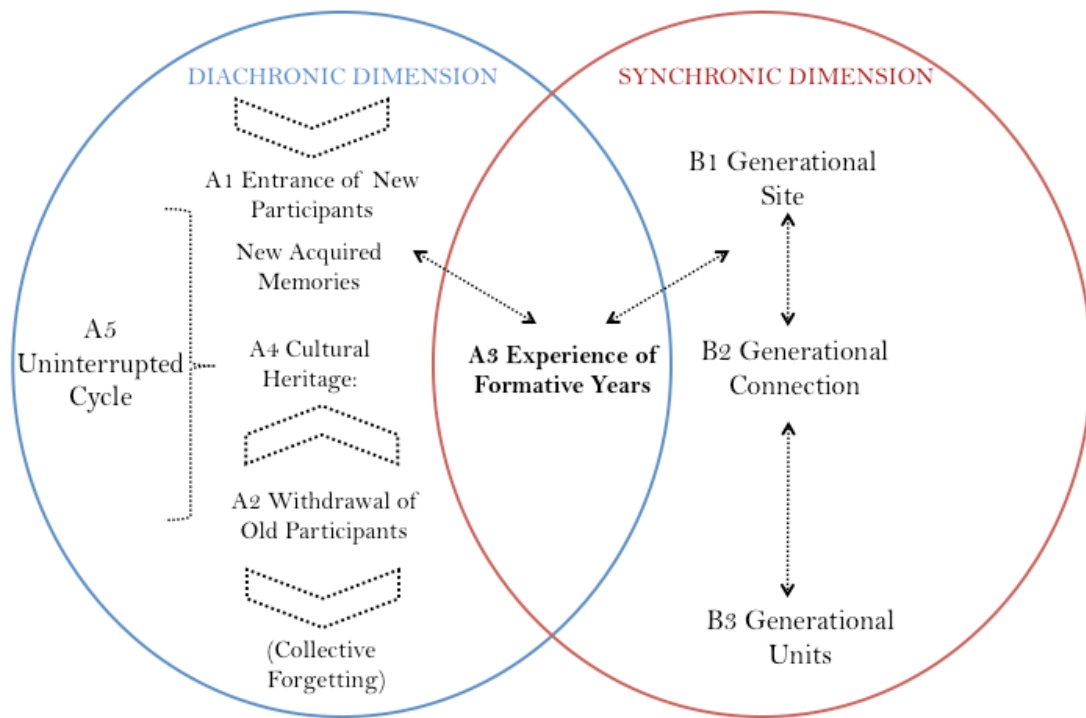 DIACHRONIC DIMENSION
A1 Entrance of New
Participants
New Acquired
Memories
A5
Uninterrupted
Cycle
A4 Cultural
Heritage:
A2 Withdrawal of
Old Participants
(Collective
Forgetting)
A3 Experience of
Formative Years
SYNCHRONIC DIMENSION
B1 Generational
Site
B2 Generational
Connection
B3 Generational
Units